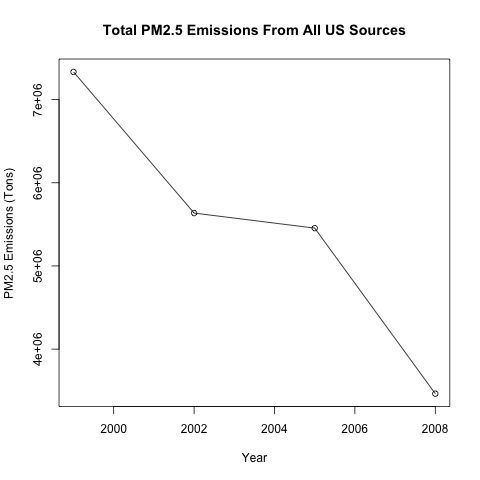 Total PM2.5 Emissions From All US Sources
PM2.5 Emissions (Tons)
7e+06
6e+06
5e+06
4e+06
2000 2002 2004 2006 2008
Year